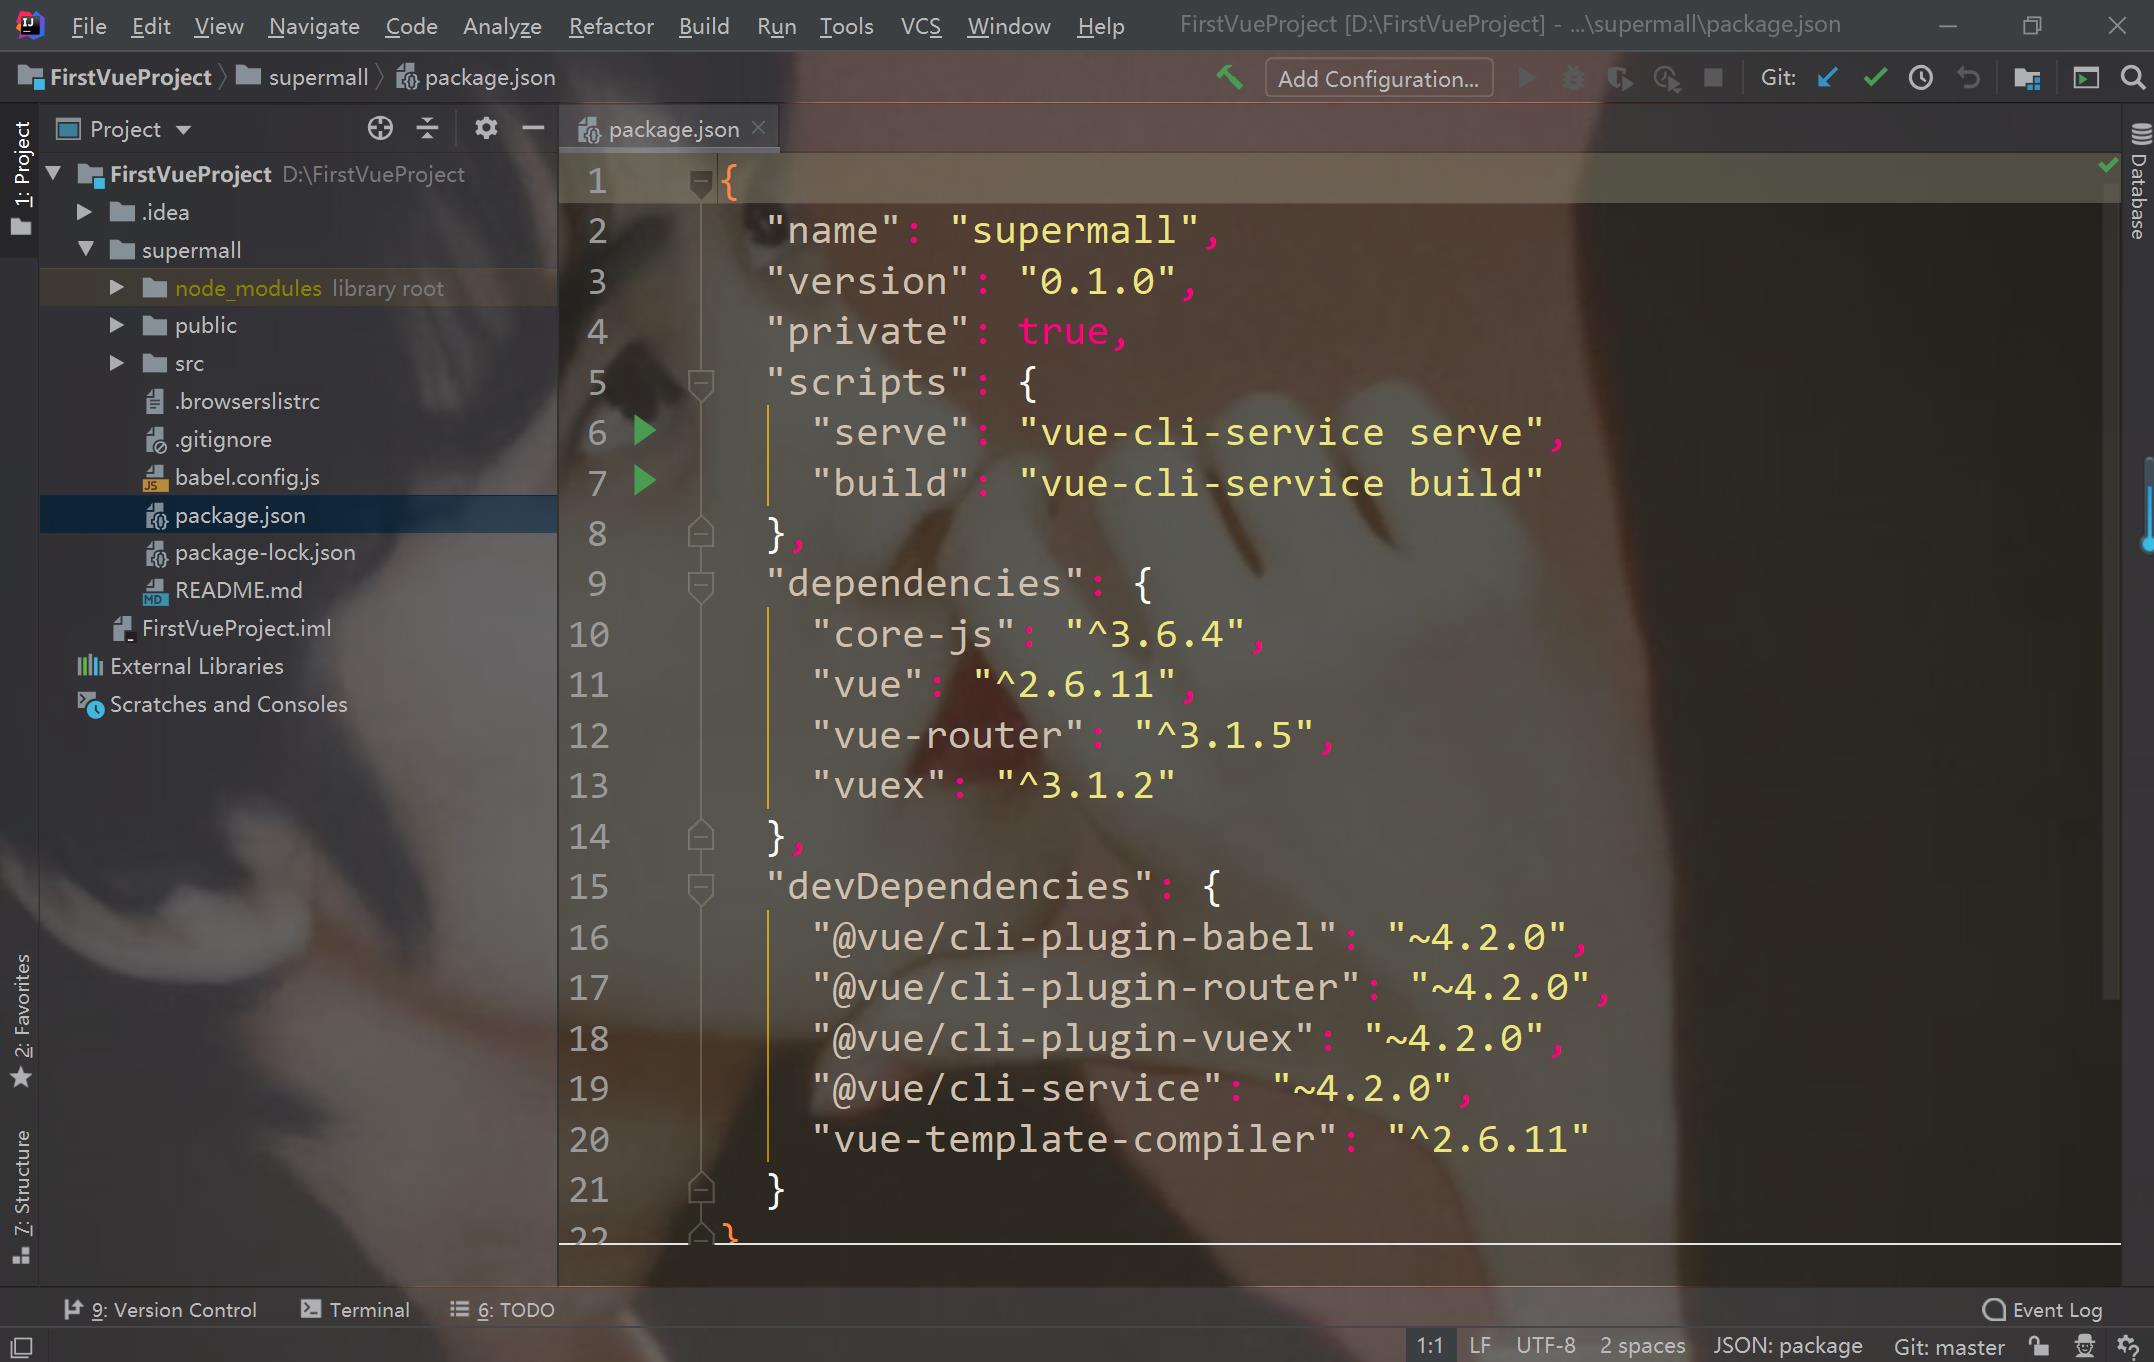 File Edit View Navigate Code Analyze Refactor Build Run Tools VCS Window Help FirstVueProject [D:\FirstVueProject] - ...\supermall\package.json
FirstVueProject supermall package.json Add Configuration... Git:
1: Project
Project
package.json
FirstVueProject D:\FirstVueProject
.idea
supermall
node_modules library root
public
src
.browserslistrc
.gitignore
babel.config.js
package.json
package-lock.json
README.md
FirstVueProject.iml
External Libraries
Scratches and Consoles
2: Favorites
7: Structure
1 {
2 "name": "supermall",
3 "version": "0.1.0",
4 "private": true,
5 "scripts": {
6 "serve": "vue-cli-service serve",
7 "build": "vue-cli-service build"
8 },
9 "dependencies": {
10 "core-js": "^3.6.4",
11 "vue": "^2.6.11",
12 "vue-router": "^3.1.5",
13 "vuex": "^3.1.2"
14 },
15 "devDependencies": {
16 "@vue/cli-plugin-babel": "~4.2.0",
17 "@vue/cli-plugin-router": "~4.2.0",
18 "@vue/cli-plugin-vuex": "~4.2.0",
19 "@vue/cli-service": "~4.2.0",
20 "vue-template-compiler": "^2.6.11"
21 }
22 }
Database
9: Version Control Terminal 6: TODO Event Log
1:1 LF UTF-8 2 spaces JSON: package Git: master